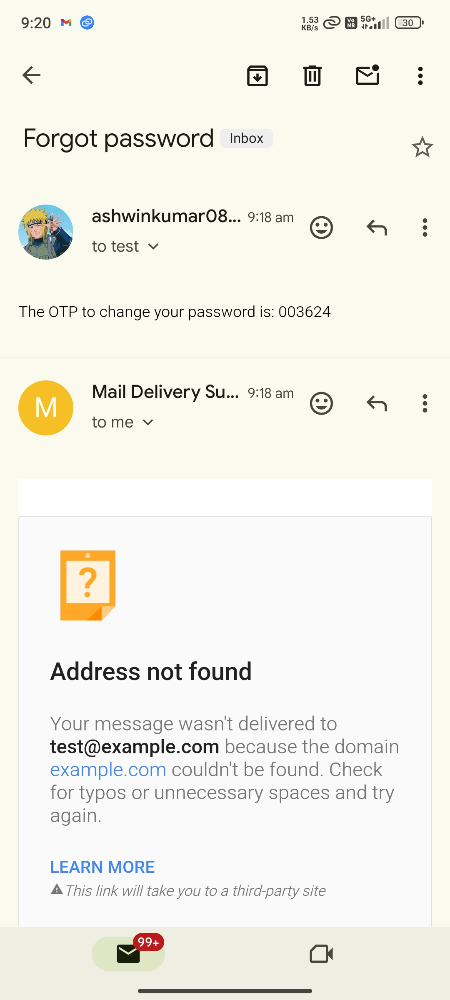 9:20
1.53
KB/s
Vo
NR
5G+
30
Forgot password
Inbox
ashwinkumar08...
9:18 am
to test
The OTP to change your password is: 003624
M
Mail Delivery Su...
9:18 am
to me
?
Address not found
Your message wasn't delivered to
test@example.com because the domain
example.com couldn't be found. Check
for typos or unnecessary spaces and try
again.
LEARN MORE
This link will take you to a third-party site
99+